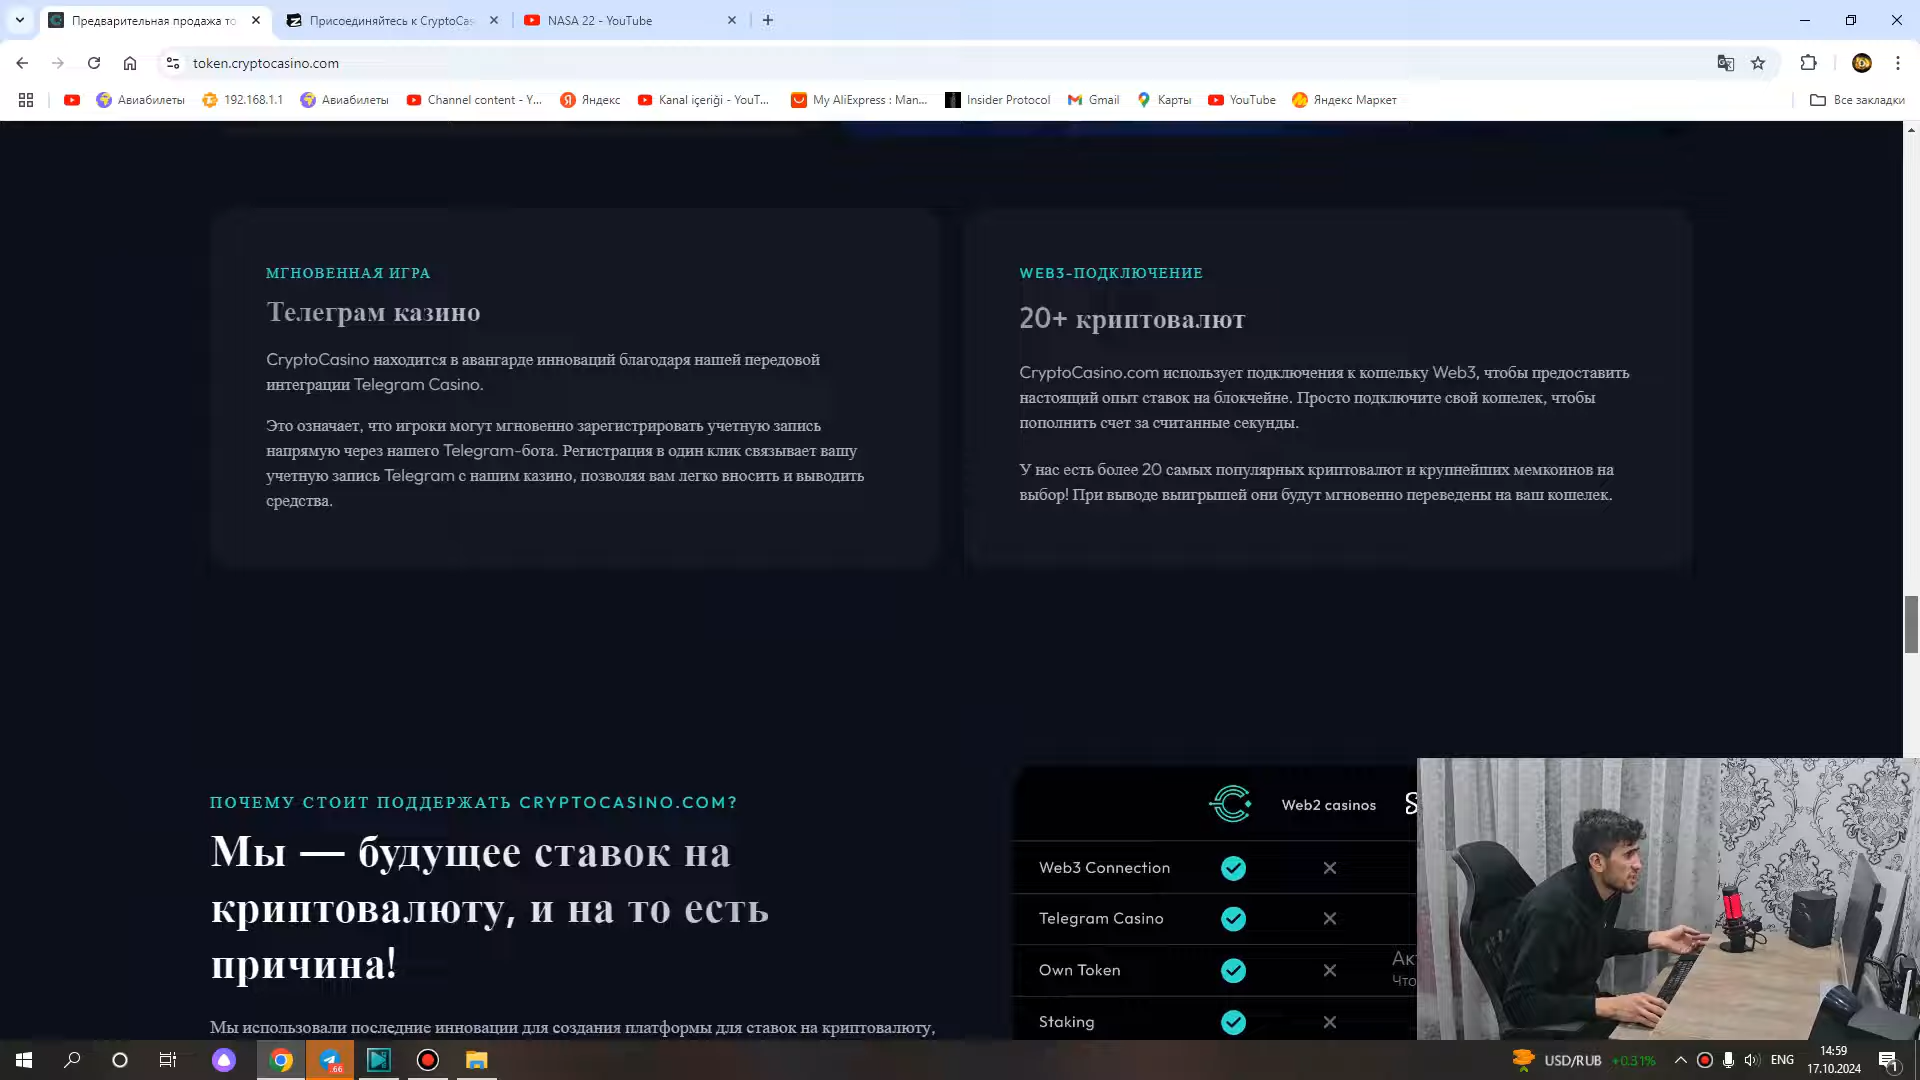 Предварительная продажа то
Присоединяйтесь к CryptoCas
NASA 22 - YouTube
token.cryptocasino.com
Авиабилеты
192.168.1.1
Авиабилеты
Channel content - Y...
Яндекс
Kanal içeriği - YouT...
My AliExpress : Man...
Insider Protocol
Gmail
Карты
YouTube
Яндекс Маркет
Все закладки
МГНОВЕННАЯ ИГРА
Телеграм казино
CryptoCasino находится в авангарде инноваций благодаря нашей передовой
интеграции Telegram Casino.
Это означает, что игроки могут мгновенно зарегистрировать учетную запись
напрямую через нашего Telegram-бота. Регистрация в один клик связывает вашу
учетную запись Telegram с нашим казино, позволяя вам легко вносить и выводить
средства.
WEB3-ПОДКЛЮЧЕНИЕ
20+ криптовалют
CryptoCasino.com использует подключения к кошельку Web3, чтобы предоставить
настоящий опыт ставок на блокчейне. Просто подключите свой кошелек, чтобы
пополнить счет за считанные секунды.
У нас есть более 20 самых популярных криптовалют и крупнейших мемкоинов на
выбор! При выводе выигрышей они будут мгновенно переведены на ваш кошелек.
ПОЧЕМУ СТОИТ ПОДДЕРЖАТЬ CRYPTOCASINO.COM?
Мы — будущее ставок на
криптовалюту, и на то есть
причина!
Мы использовали последние инновации для создания платформы для ставок на криптовалюту,
Web2 casinos
Web3 Connection
Telegram Casino
Own Token
Staking
Ак
Что
66
USD/RUB +0.31%
ENG
14:59
17.10.2024
1